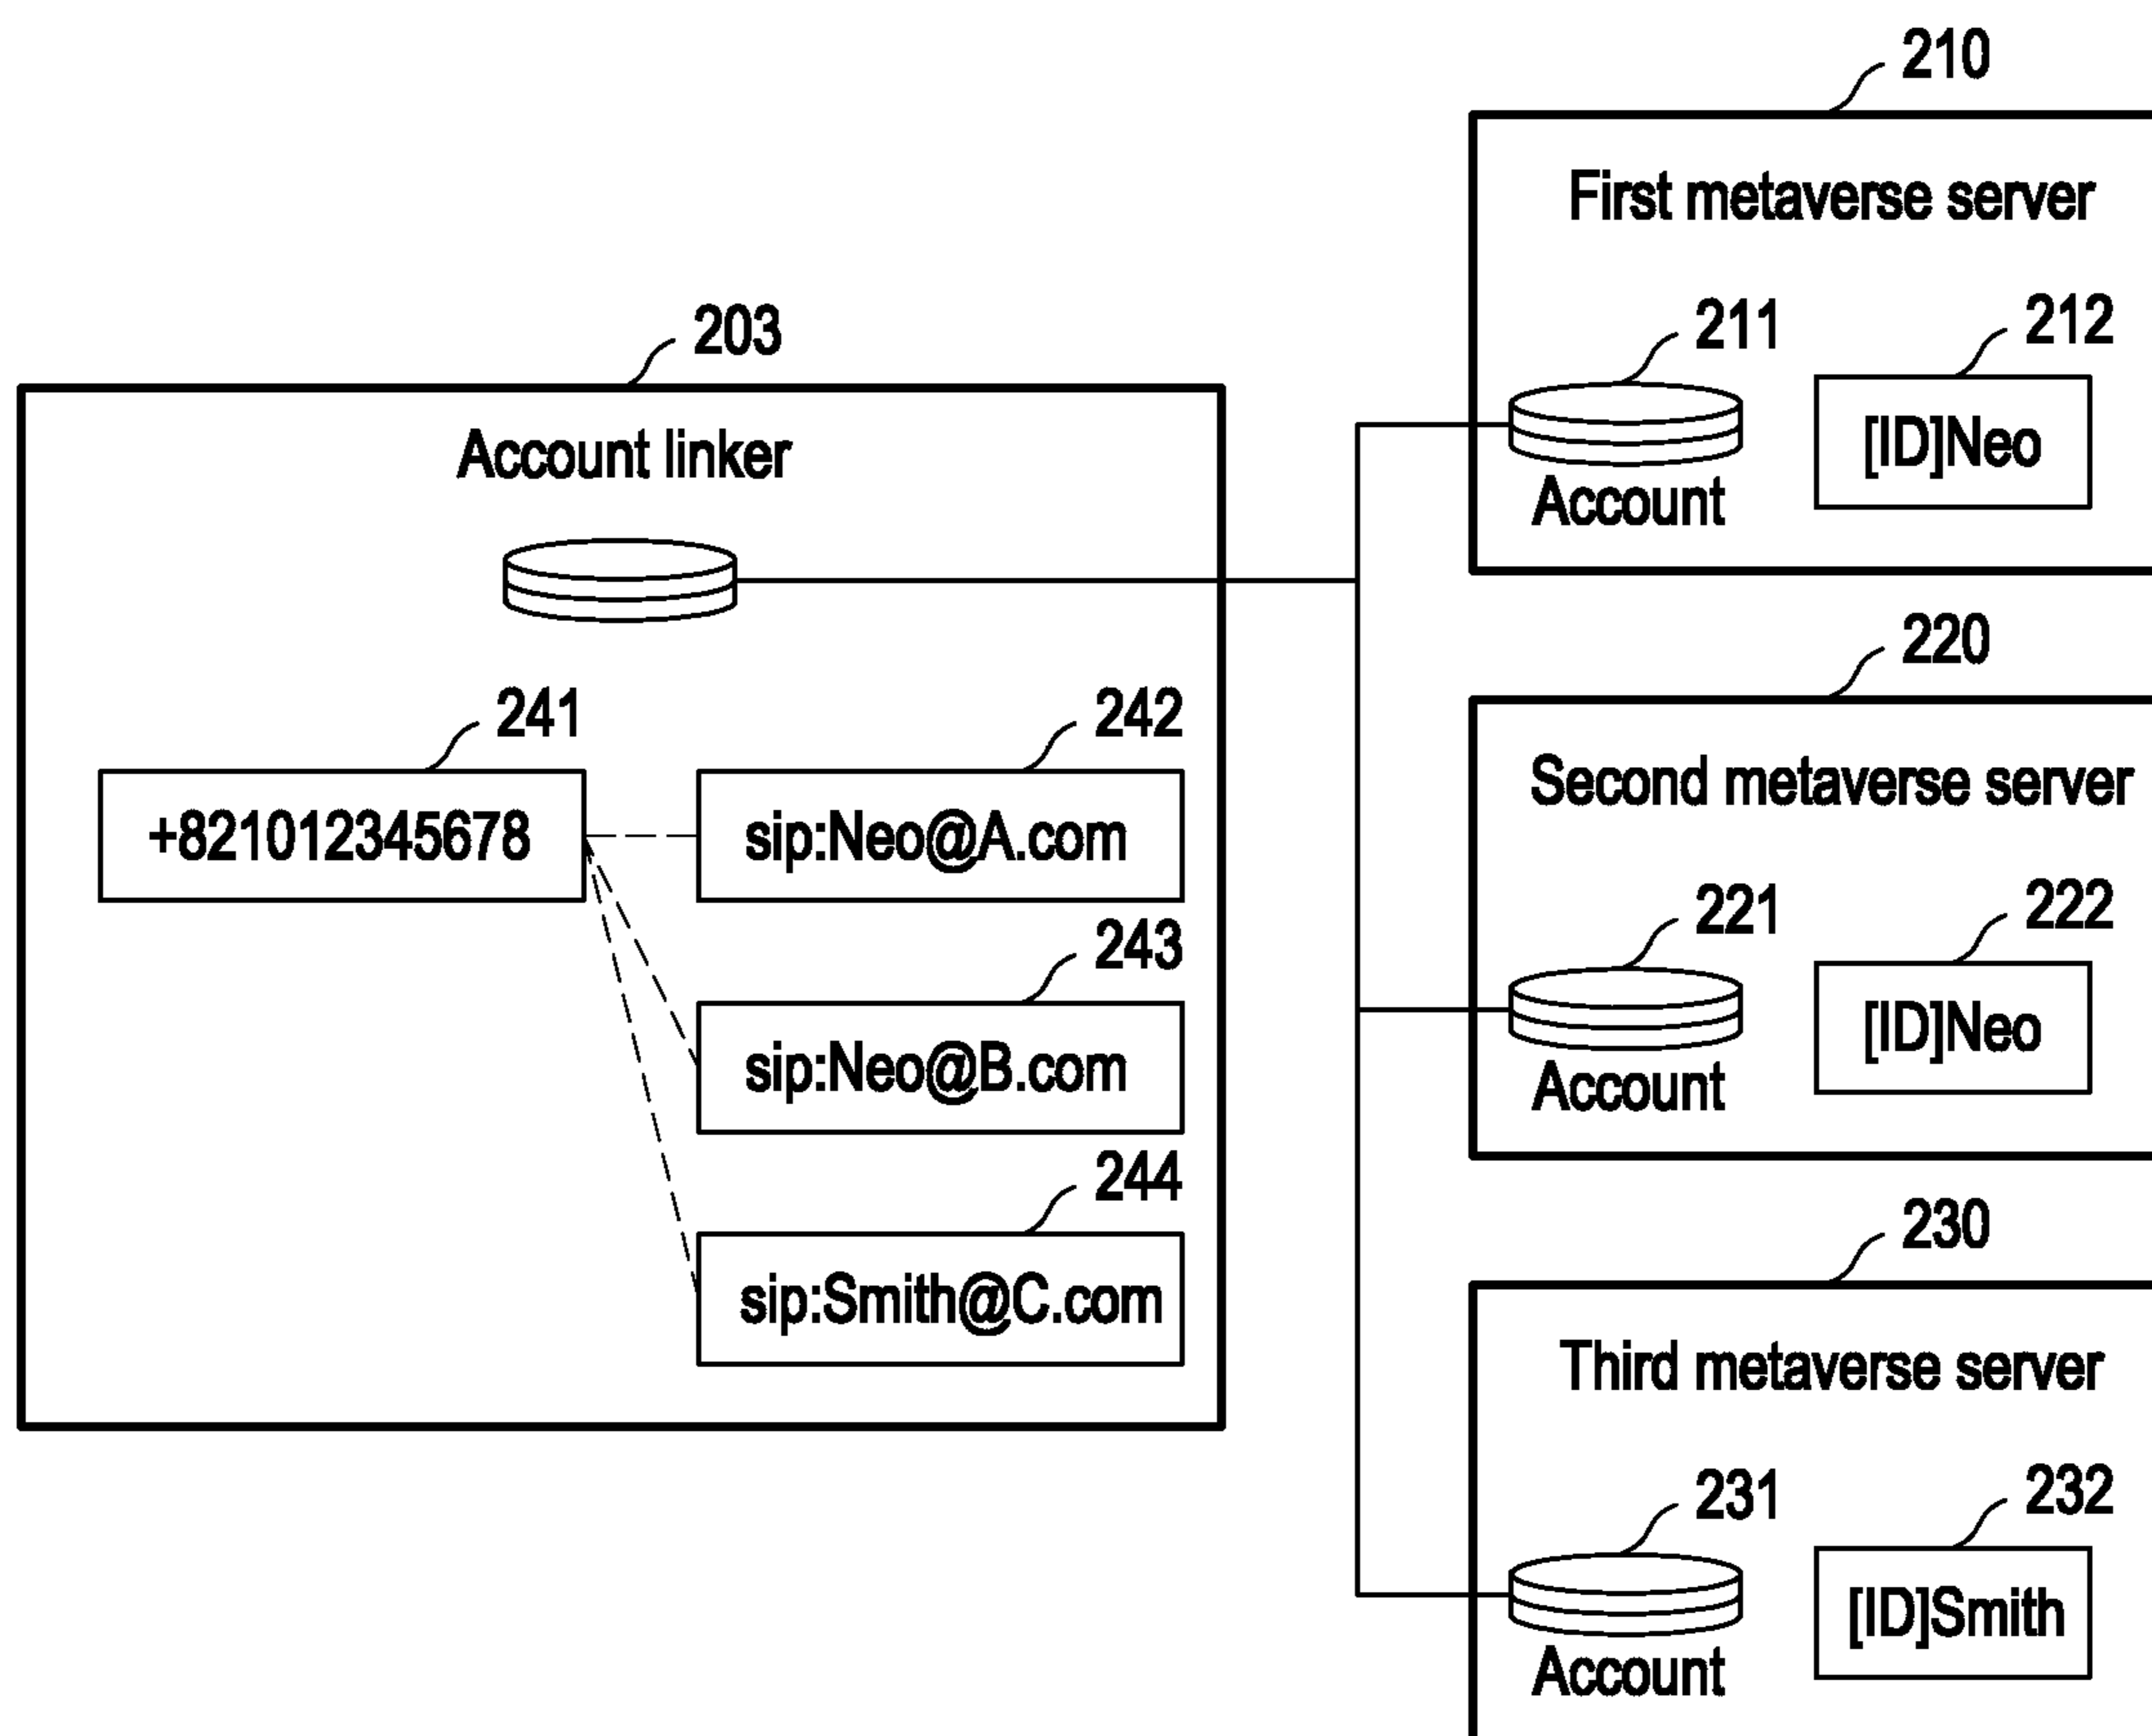 203
Account linker
241
+821012345678
242
sip:Neo@A.com
243
sip:Neo@B.com
244
sip:Smith@C.com
210
First metaverse server
211
Account
212
[ID]Neo
220
Second metaverse server
221
Account
222
[ID]Neo
230
Third metaverse server
231
Account
232
[ID]Smith